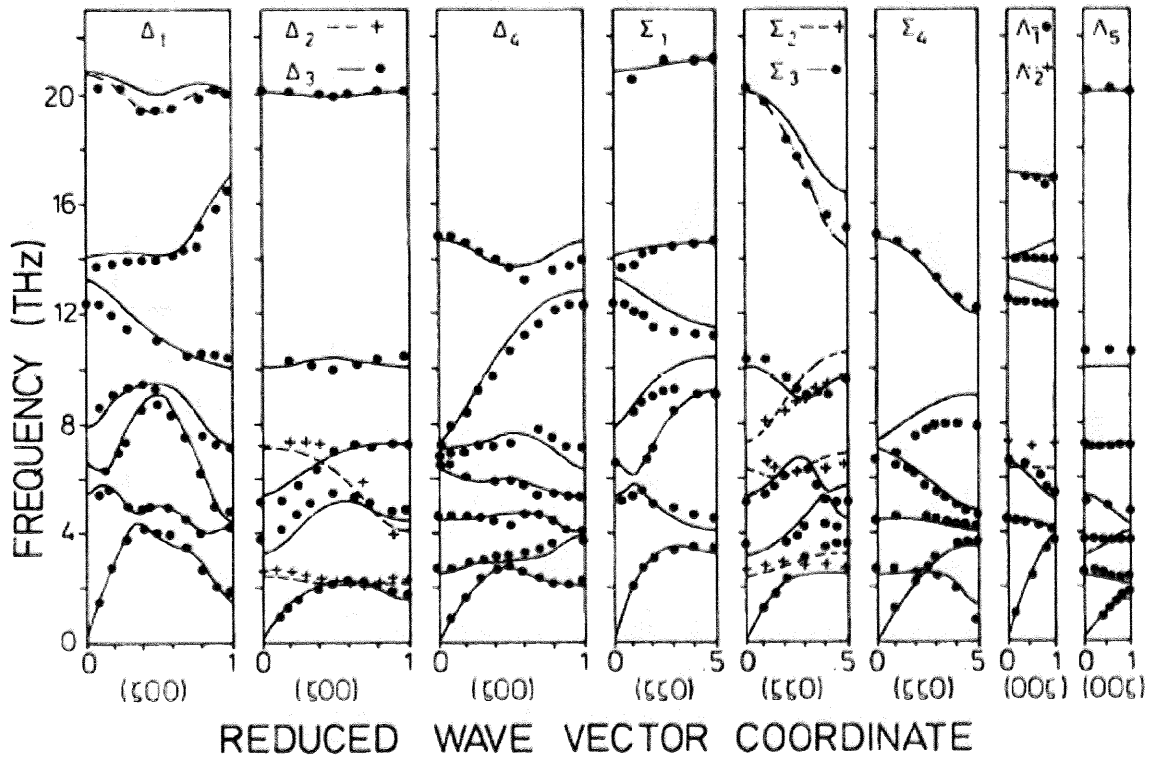 Δ1 Δ2 --- + Δ4 Σ1 Σ2 --+ Σ4 Λ1 • Λ5
Δ3 — • Σ3 — • Λ2 +
20
16
12
8
4
0
FREQUENCY (THz)
0 1 0 1 0 1 0 .5 0 .5 0 .5 0 1 0 1
(ζ00) (ζ00) (ζ00) (ζζ0) (ζζ0) (ζζ0) (00ζ) (00ζ)
REDUCED WAVE VECTOR COORDINATE